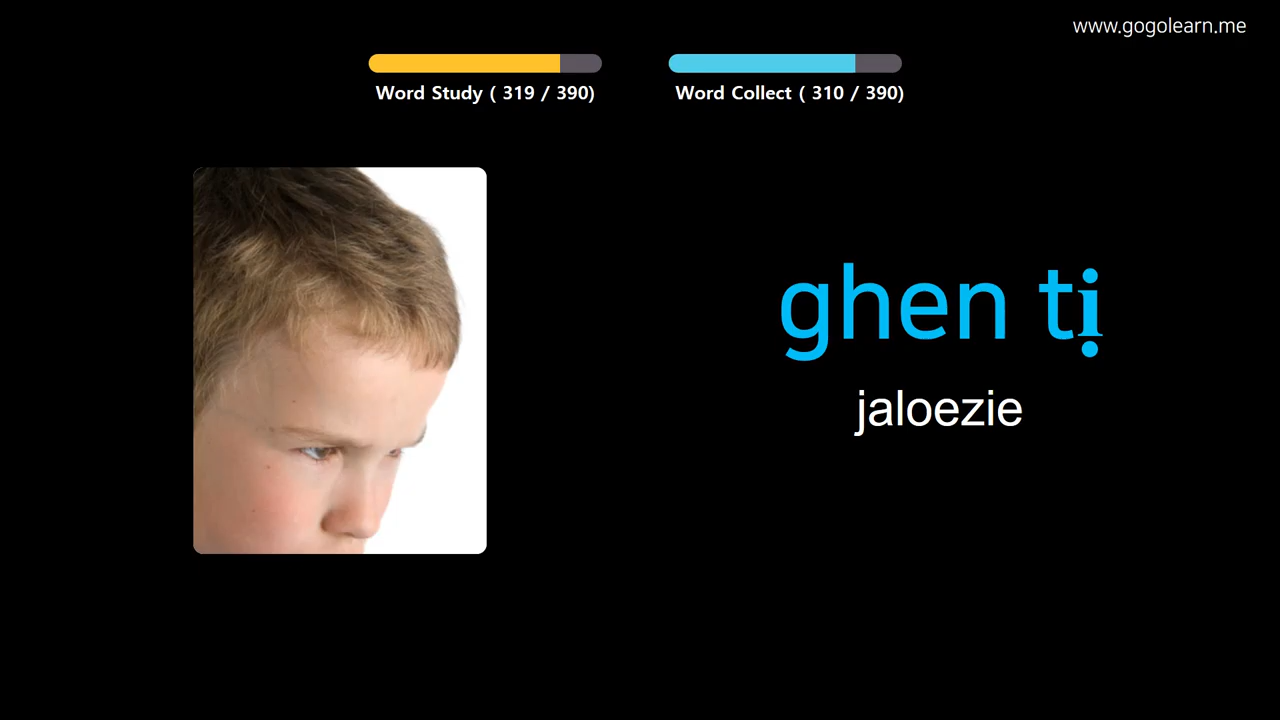 www.gogolearn.me
Word Study ( 319 / 390)
Word Collect ( 310 / 390)
ghen tị
jaloezie